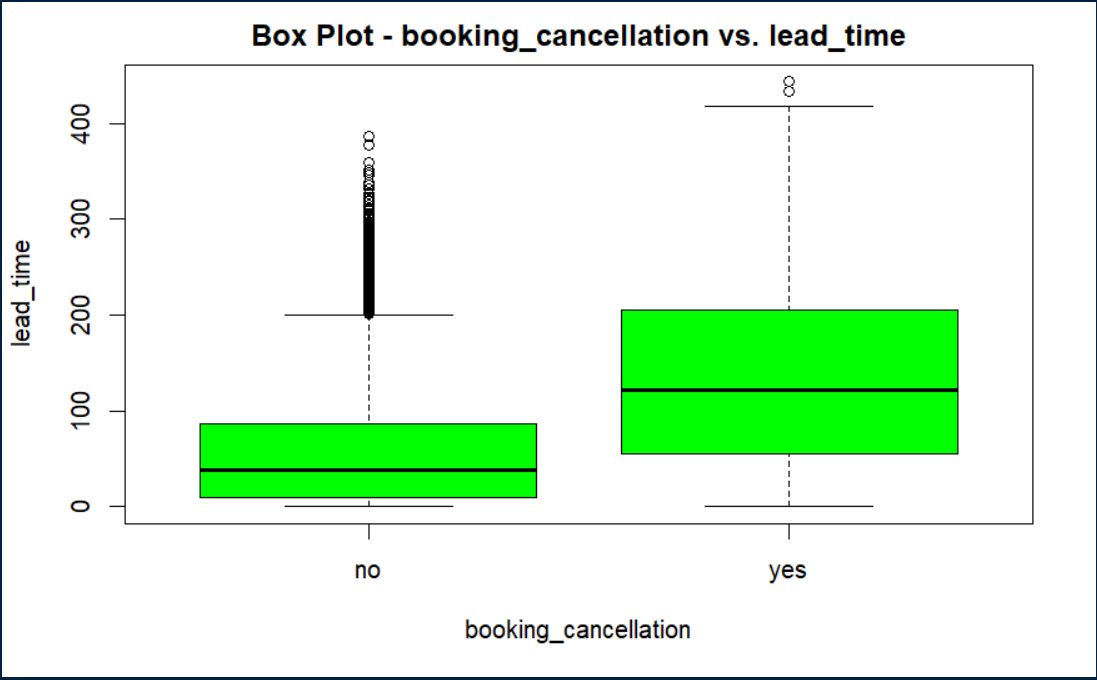 Box Plot - booking_cancellation vs. lead_time
lead_time
400
300
200
100
0
no yes
booking_cancellation